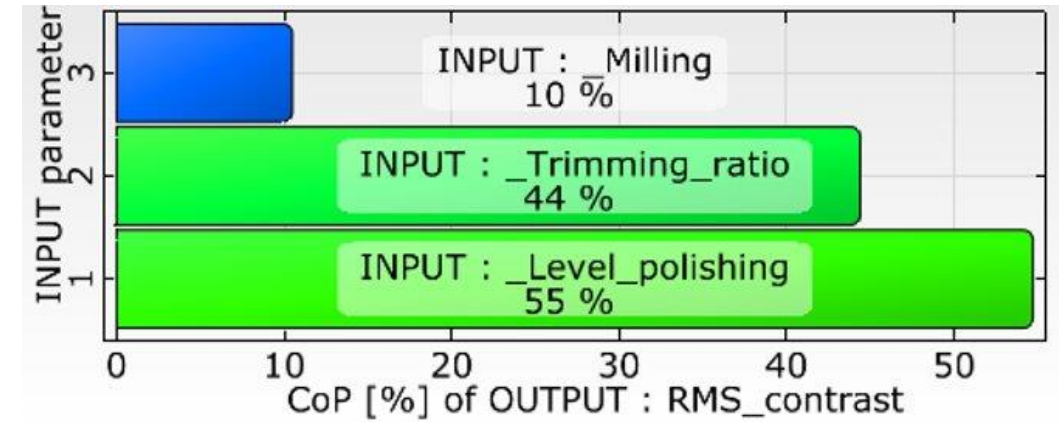 INPUT parameter
3
INPUT : _Milling
10 %
2
INPUT : _Trimming_ratio
44 %
1
INPUT : _Level_polishing
55 %
0 10 20 30 40 50
CoP [%] of OUTPUT : RMS_contrast